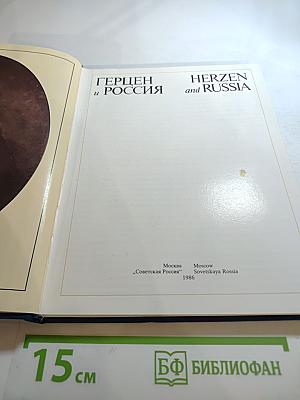 ГЕРЦЕН HERZEN
и РОССИЯ and RUSSIA
Москва Moscow
„Советская Россия“ Sovetskaya Rossia
1986
15 см БФ БИБЛИОФАН